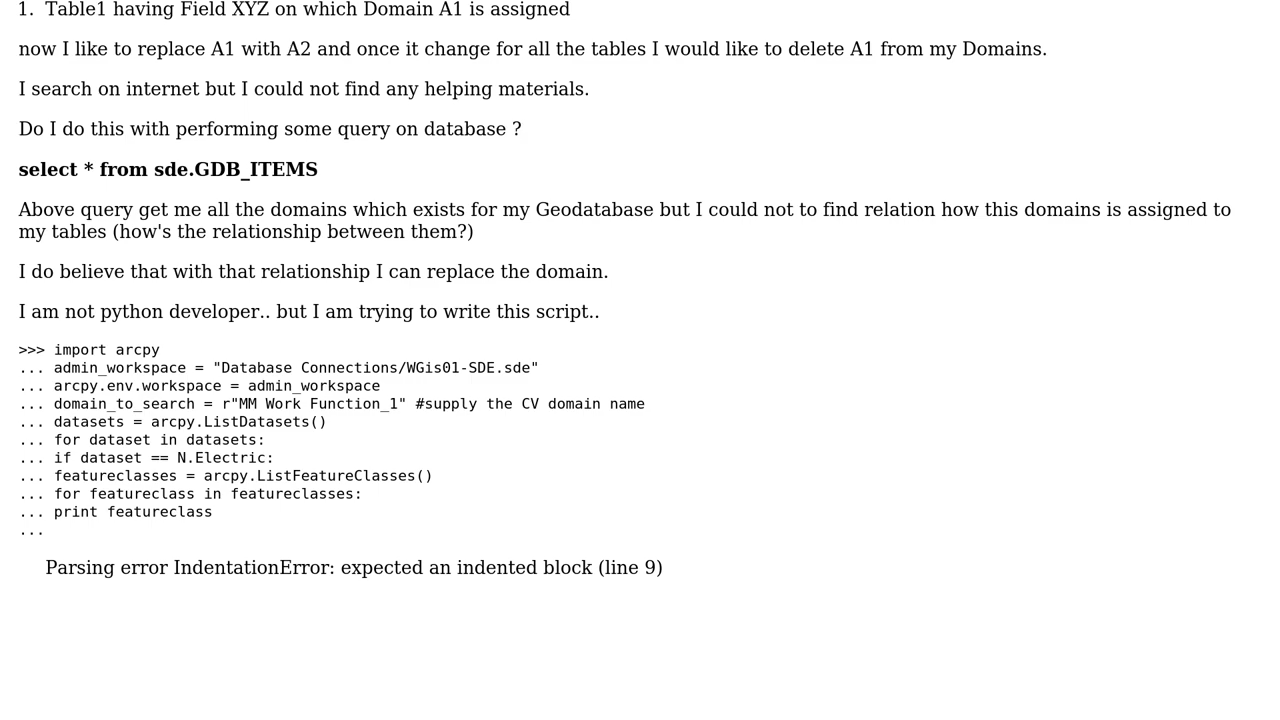 1. Table1 having Field XYZ on which Domain A1 is assigned
now I like to replace A1 with A2 and once it change for all the tables I would like to delete A1 from my Domains.
I search on internet but I could not find any helping materials.
Do I do this with performing some query on database ?
select * from sde.GDB_ITEMS
Above query get me all the domains which exists for my Geodatabase but I could not to find relation how this domains is assigned to
my tables (how's the relationship between them?)
I do believe that with that relationship I can replace the domain.
I am not python developer.. but I am trying to write this script..
>>> import arcpy
... admin_workspace = "Database Connections/WGis01-SDE.sde"
... arcpy.env.workspace = admin_workspace
... domain_to_search = r"MM Work Function_1" #supply the CV domain name
... datasets = arcpy.ListDatasets()
... for dataset in datasets:
... if dataset == N.Electric:
... featureclasses = arcpy.ListFeatureClasses()
... for featureclass in featureclasses:
... print featureclass
...
Parsing error IndentationError: expected an indented block (line 9)